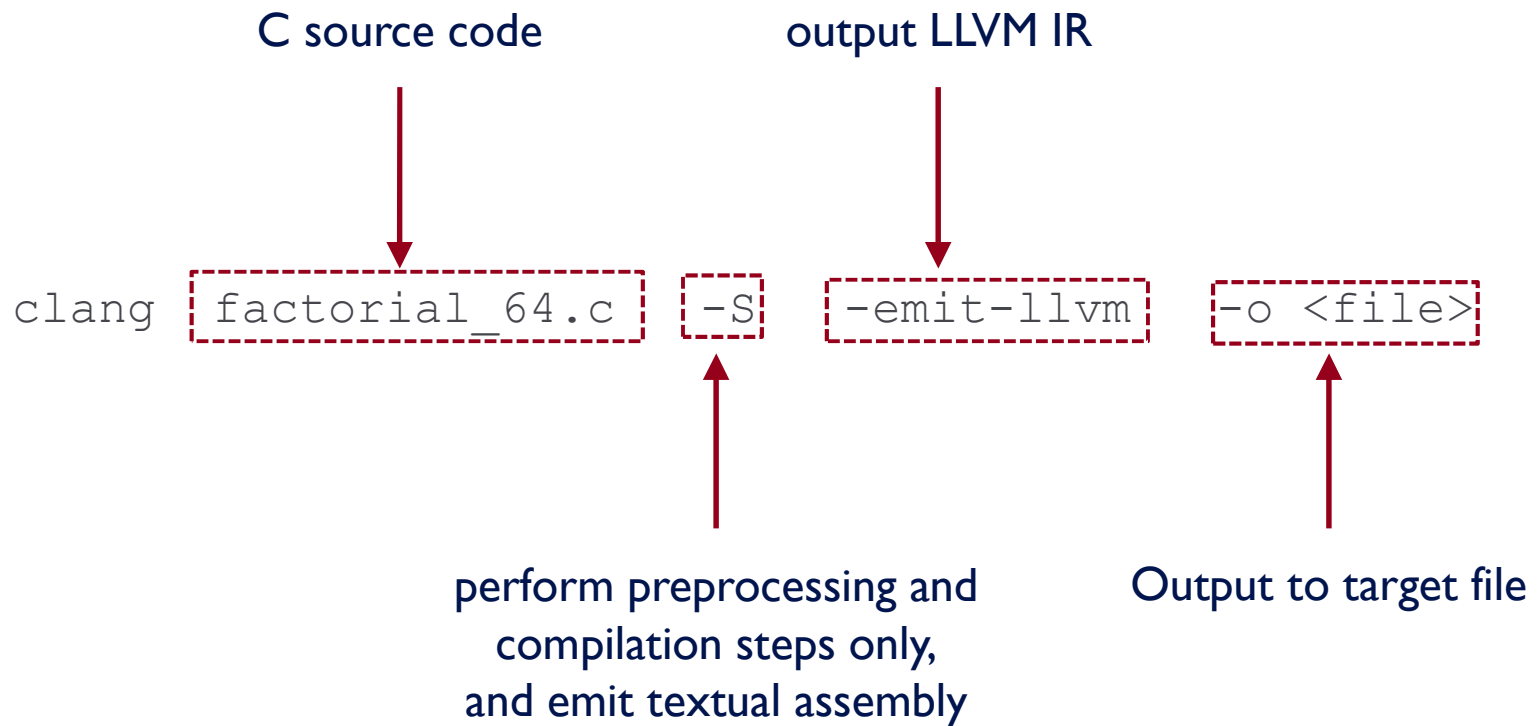 C source code
output LLVM IR
clang factorial_64.c -S -emit-llvm -o <file>
perform preprocessing and
compilation steps only,
and emit textual assembly
Output to target file